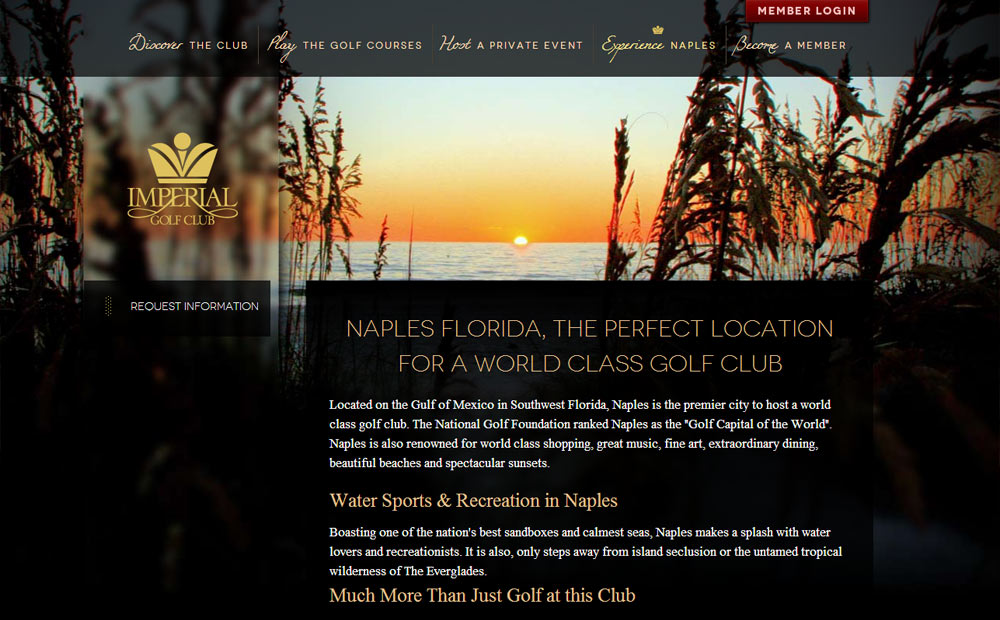 MEMBER LOGIN
Discover THE CLUB Play THE GOLF COURSES Host A PRIVATE EVENT Experience NAPLES Become A MEMBER
IMPERIAL
GOLF CLUB
REQUEST INFORMATION
NAPLES FLORIDA, THE PERFECT LOCATION
FOR A WORLD CLASS GOLF CLUB
Located on the Gulf of Mexico in Southwest Florida, Naples is the premier city to host a world
class golf club. The National Golf Foundation ranked Naples as the "Golf Capital of the World".
Naples is also renowned for world class shopping, great music, fine art, extraordinary dining,
beautiful beaches and spectacular sunsets.
Water Sports & Recreation in Naples
Boasting one of the nation's best sandboxes and calmest seas, Naples makes a splash with water
lovers and recreationists. It is also, only steps away from island seclusion or the untamed tropical
wilderness of The Everglades.
Much More Than Just Golf at this Club